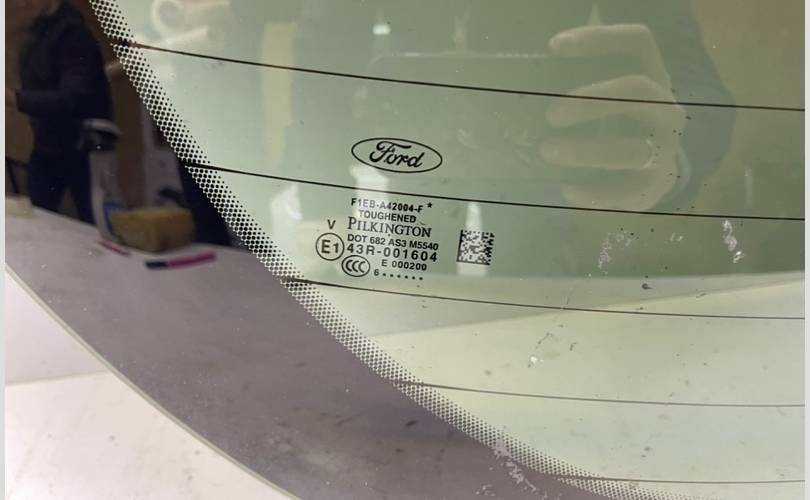 Ford
F1EB-A42004-F *
TOUGHENED
V PILKINGTON
DOT 682 AS3 M5540
E1 43R-001604
CCC E 000200
6 ......